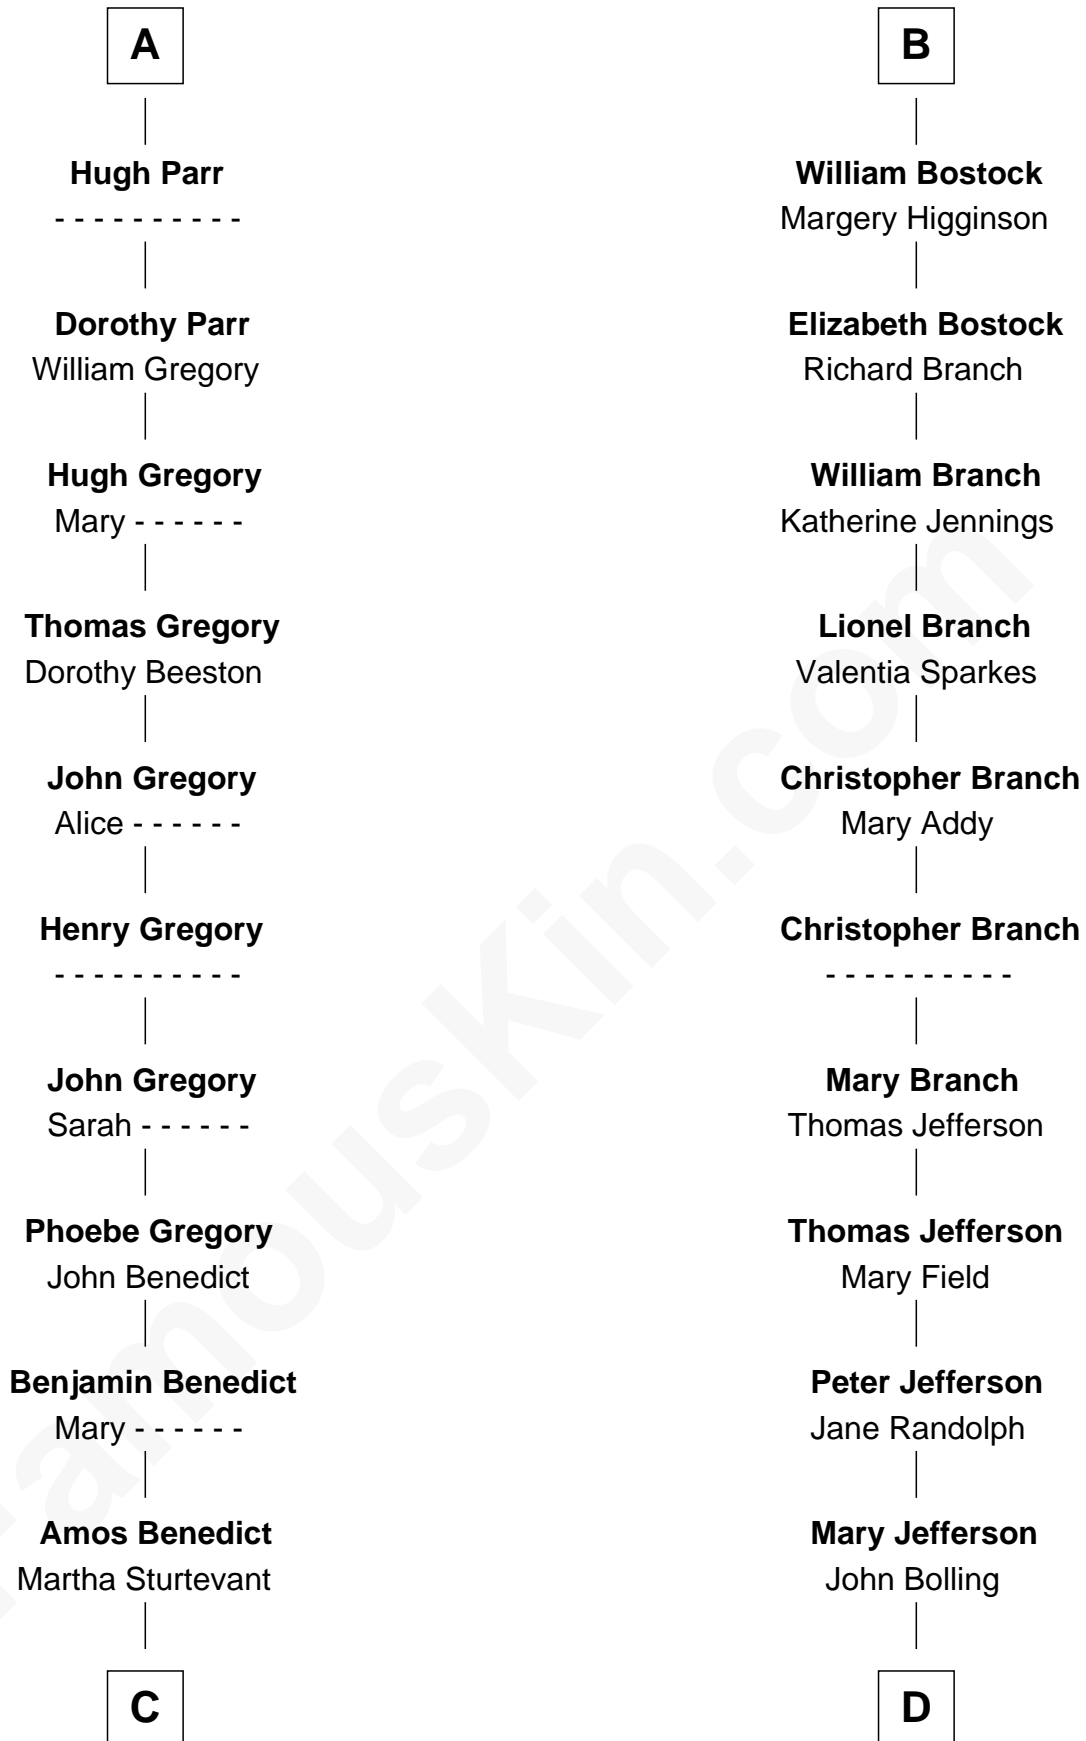 A
Hugh Parr
- - - - - - - - - -
Dorothy Parr
William Gregory
Hugh Gregory
Mary - - - - - -
Thomas Gregory
Dorothy Beeston
John Gregory
Alice - - - - - -
Henry Gregory
- - - - - - - - - -
John Gregory
Sarah - - - - - -
Phoebe Gregory
John Benedict
Benjamin Benedict
Mary - - - - - -
Amos Benedict
Martha Sturtevant
C
B
William Bostock
Margery Higginson
Elizabeth Bostock
Richard Branch
William Branch
Katherine Jennings
Lionel Branch
Valentia Sparkes
Christopher Branch
Mary Addy
Christopher Branch
- - - - - - - - - -
Mary Branch
Thomas Jefferson
Thomas Jefferson
Mary Field
Peter Jefferson
Jane Randolph
Mary Jefferson
John Bolling
D
FamousKin.com